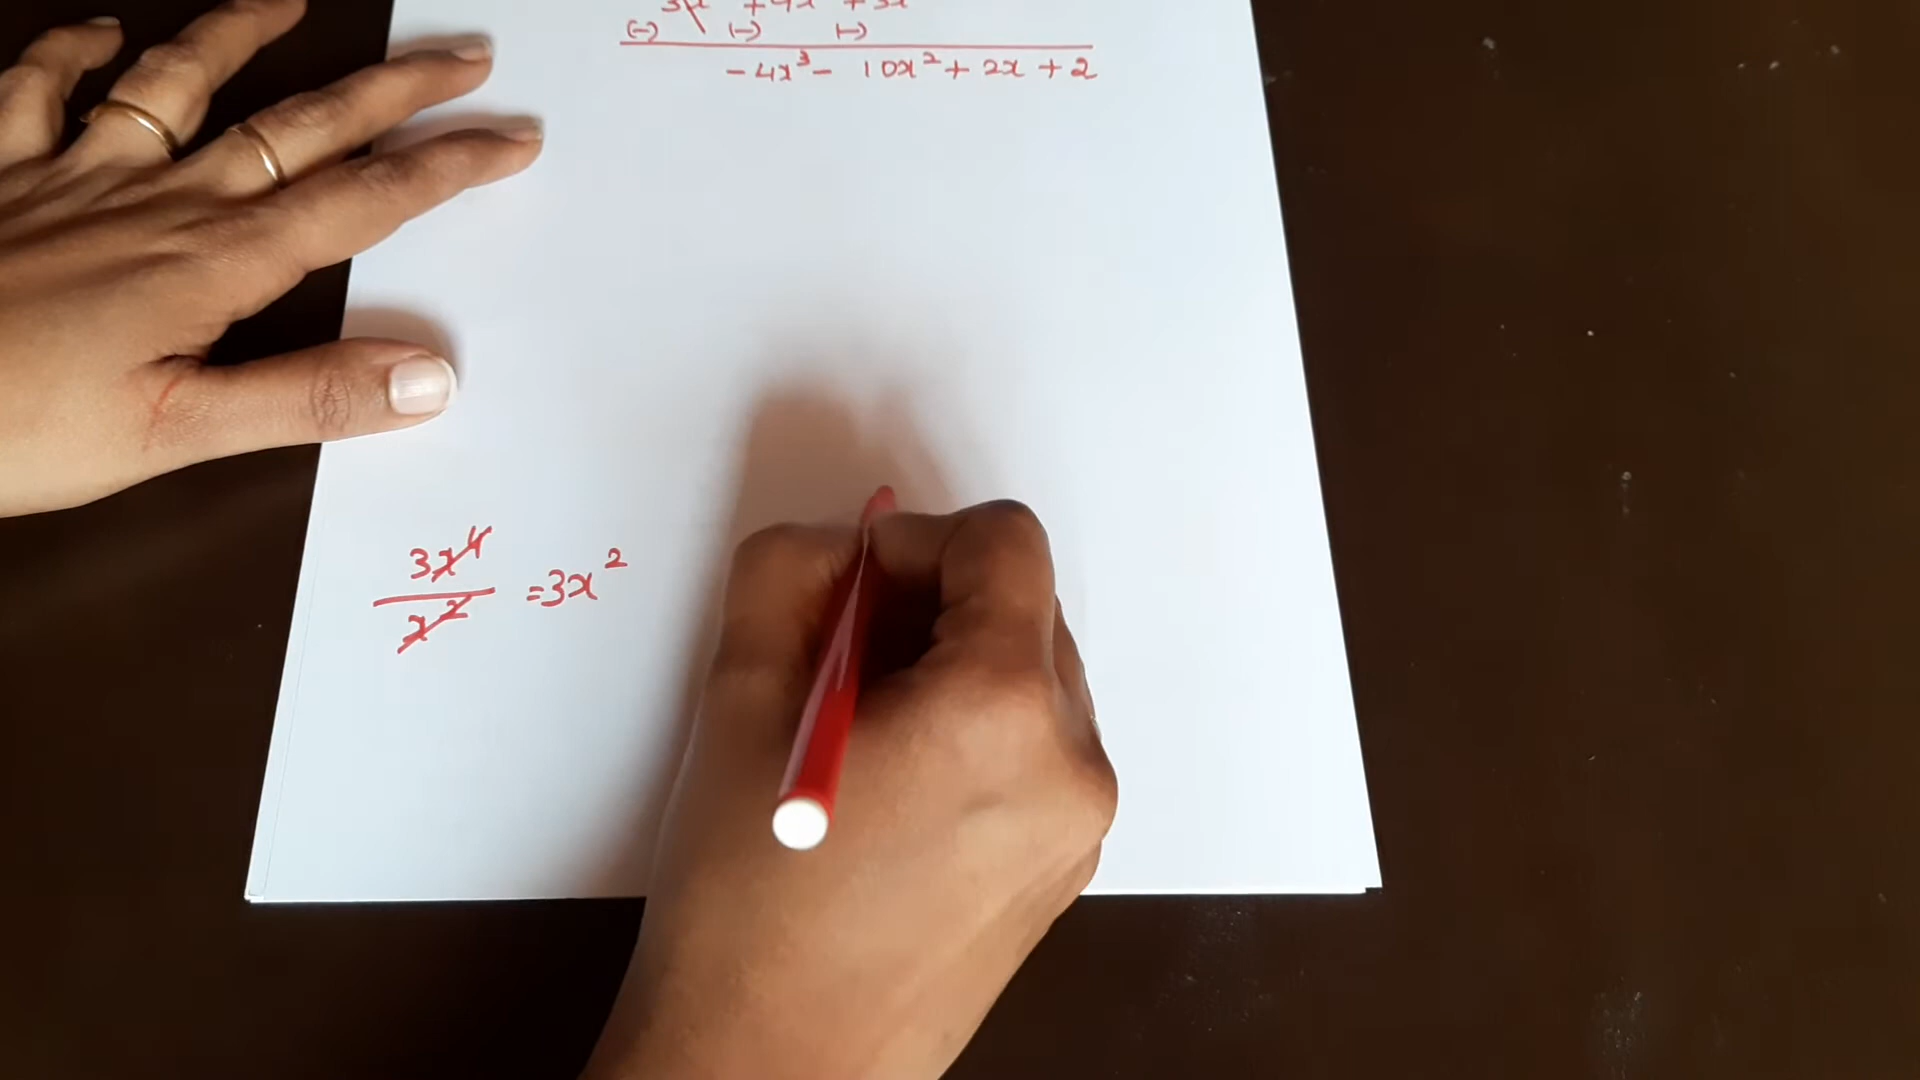 (-) (-) (-)
-4x³ - 10x² + 2x + 2
3x⁴
x²
=3x²